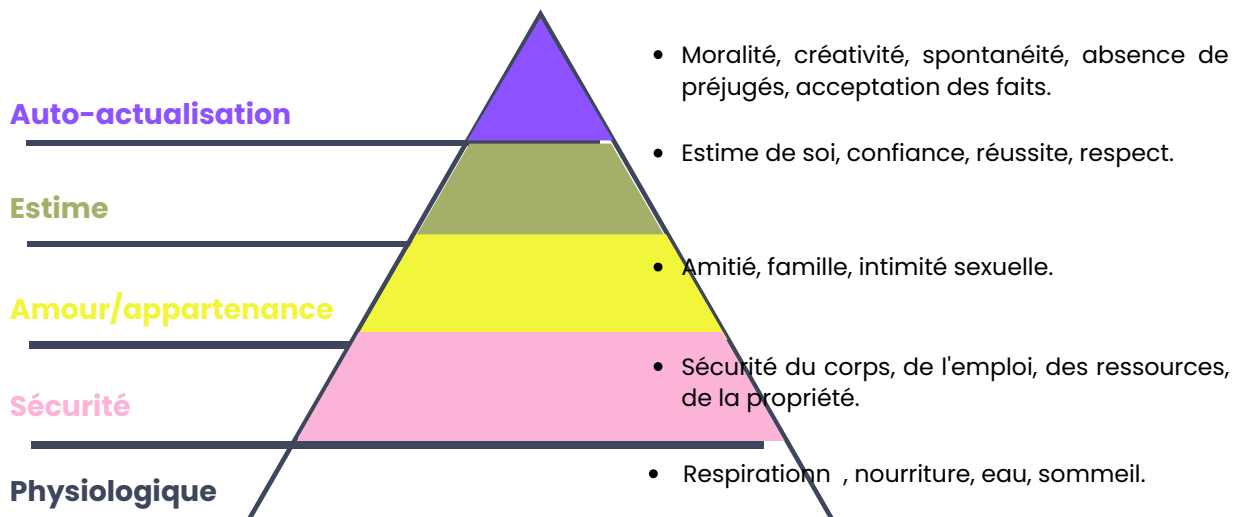 Moralité, créativité, spontanéité, absence de
préjugés, acceptation des faits.
Auto-actualisation
Estime de soi, confiance, réussite, respect.
Estime
Amitié, famille, intimité sexuelle.
Amour/appartenance
Sécurité du corps, de l'emploi, des ressources,
de la propriété.
Sécurité
Respirationn , nourriture, eau, sommeil.
Physiologique